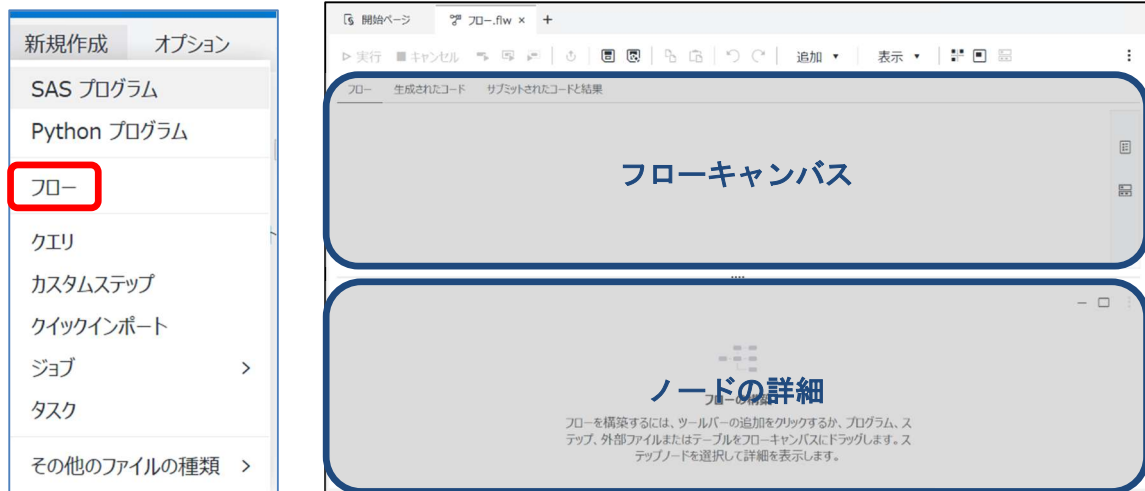 新規作成 オプション
SAS プログラム
Python プログラム
フロー
クエリ
カスタムステップ
クイックインポート
ジョブ >
タスク
その他のファイルの種類 >
開始ページ フロー.flw × +
実行 キャンセル 追加 ▼ 表示 ▼
フロー 生成されたコード サブミットされたコードと結果
フローキャンバス
ノードの詳細
フローの構築
フローを構築するには、ツールバーの追加をクリックするか、プログラム、ス
テップ、外部ファイルまたはテーブルをフローキャンバスにドラッグします。ス
テップノードを選択して詳細を表示します。